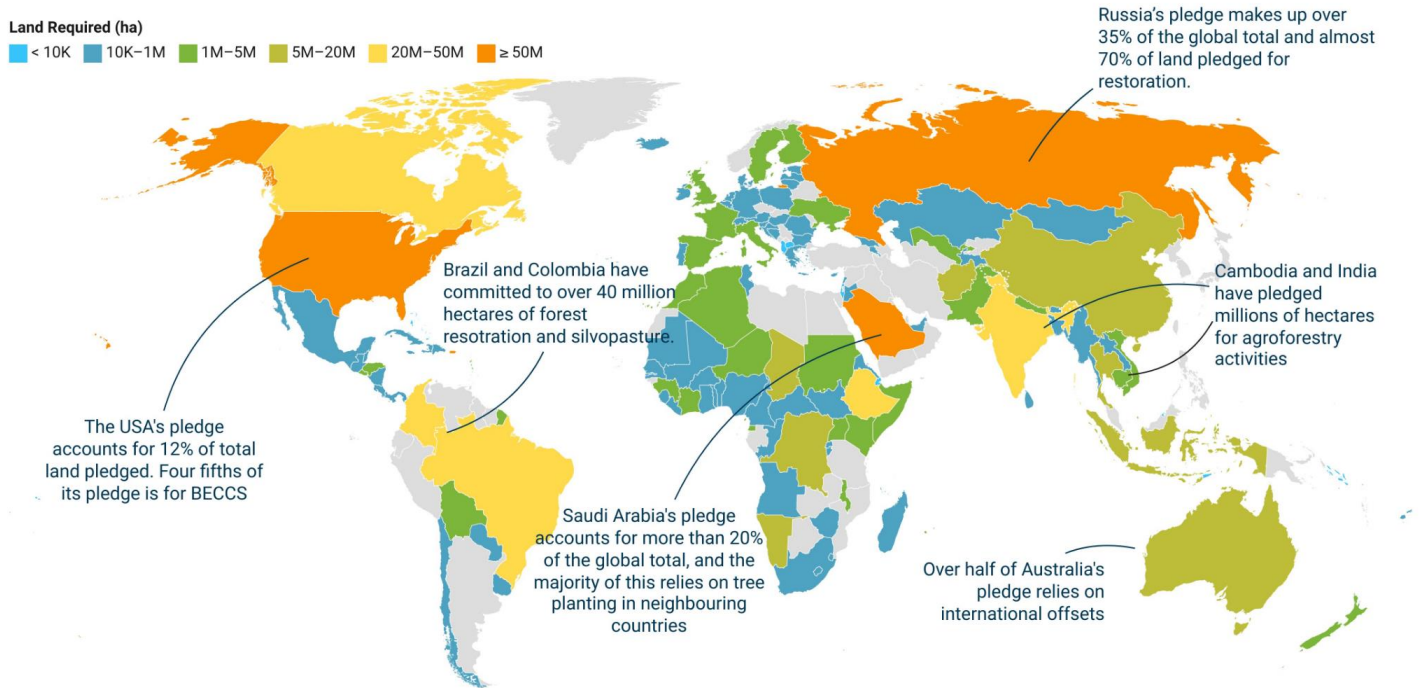 Land Required (ha)
< 10K 10K–1M 1M–5M 5M–20M 20M–50M ≥ 50M
Russia’s pledge makes up over
35% of the global total and almost
70% of land pledged for
restoration.
Brazil and Colombia have
committed to over 40 million
hectares of forest
resotration and silvopasture.
Cambodia and India
have pledged
millions of hectares
for agroforestry
activities
The USA's pledge
accounts for 12% of total
land pledged. Four fifths of
its pledge is for BECCS
Saudi Arabia's pledge
accounts for more than 20%
of the global total, and the
majority of this relies on tree
planting in neighbouring
countries
Over half of Australia's
pledge relies on
international offsets